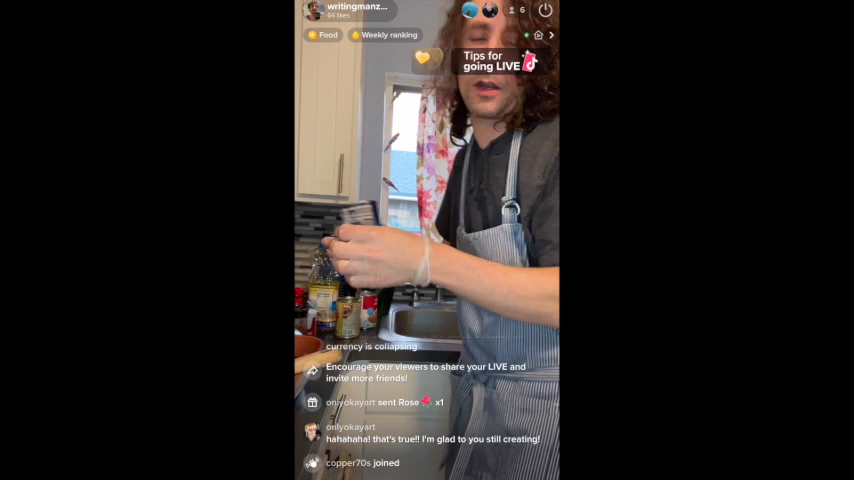 writingmanz...
64 likes
6
Food
Weekly ranking
Tips for
going LIVE
currency is collapsing
Encourage your viewers to share your LIVE and
invite more friends!
onlyokayart sent Rose x1
onlyokayart
hahahaha! that's true!! I'm glad to you still creating!
copper70s joined